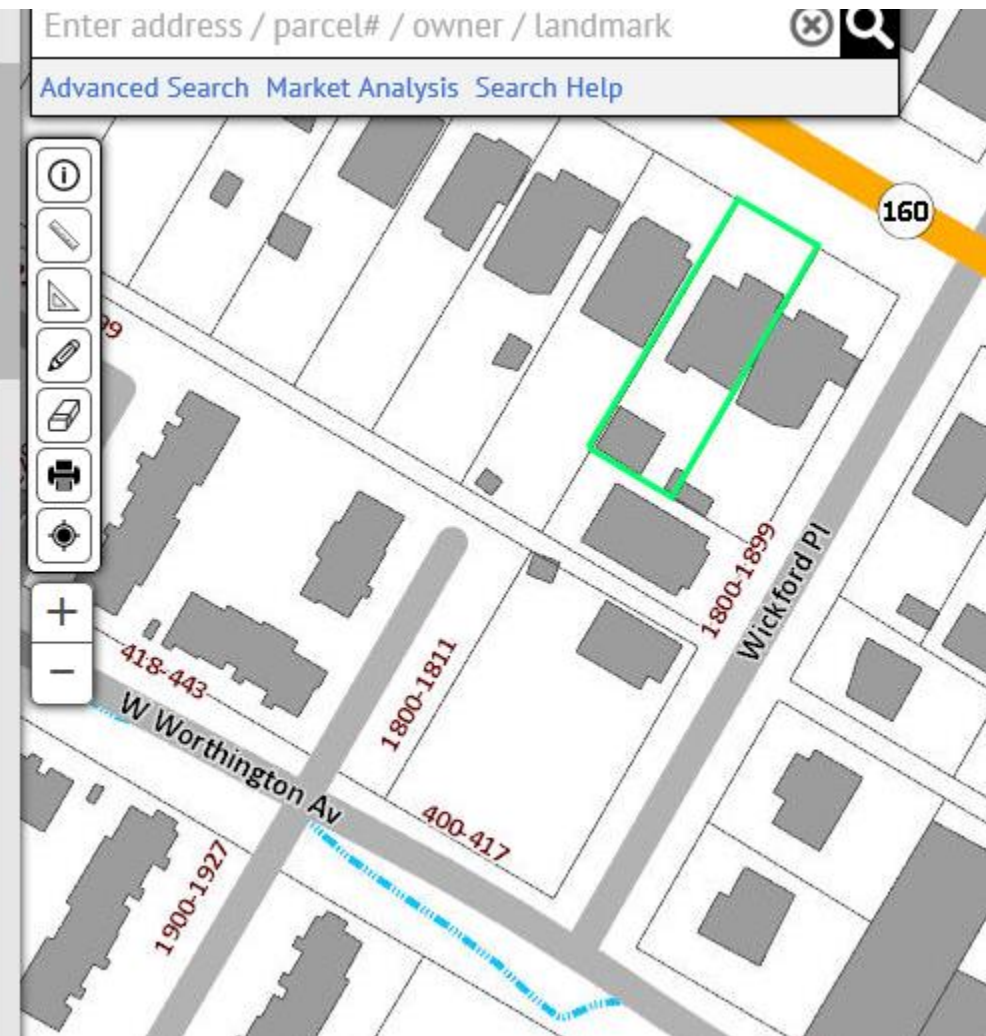 Enter address / parcel# / owner / landmark
Advanced Search Market Analysis Search Help
160
99
1800-1899
Wickford Pl
1800-1811
418-443
W Worthington Av
400-417
1900-1927